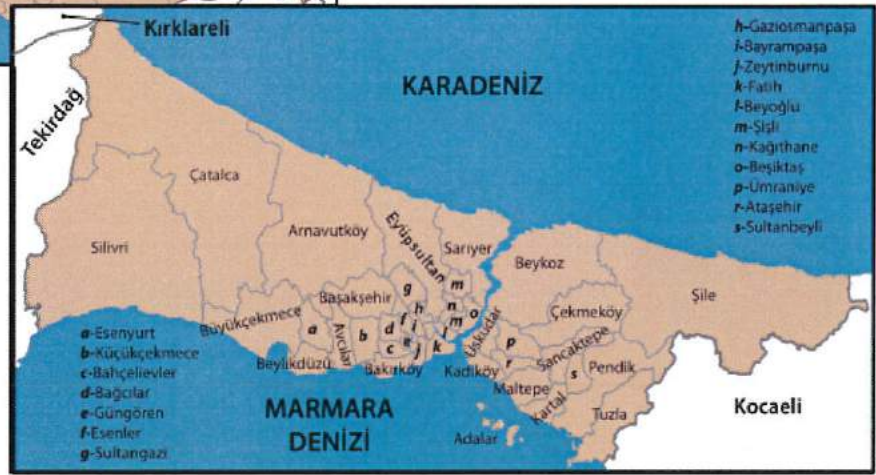 Kırklareli
Tekirdağ
KARADENİZ
h-Gaziosmanpaşa
i-Bayrampaşa
j-Zeytinburnu
k-Fatih
l-Beyoğlu
m-Şişli
n-Kağıthane
o-Beşiktaş
p-Ümraniye
r-Ataşehir
s-Sultanbeyli
Çatalca
Silivri
Arnavutköy
Eyüpsultan
Sarıyer
Beykoz
Şile
Başakşehir
Büyükçekmece
Çekmeköy
Avcılar
Üsküdar
Sancaktepe
Pendik
Beylikdüzü
Bakırköy
Kadıköy
Maltepe
Kartal
Tuzla
Adalar
g
m
h
n
o
a
b
d
f
i
l
m
c
e
j
k
p
r
s
a-Esenyurt
b-Küçükçekmece
c-Bahçelievler
d-Bağcılar
e-Güngören
f-Esenler
g-Sultangazi
MARMARA
DENİZİ
Kocaeli